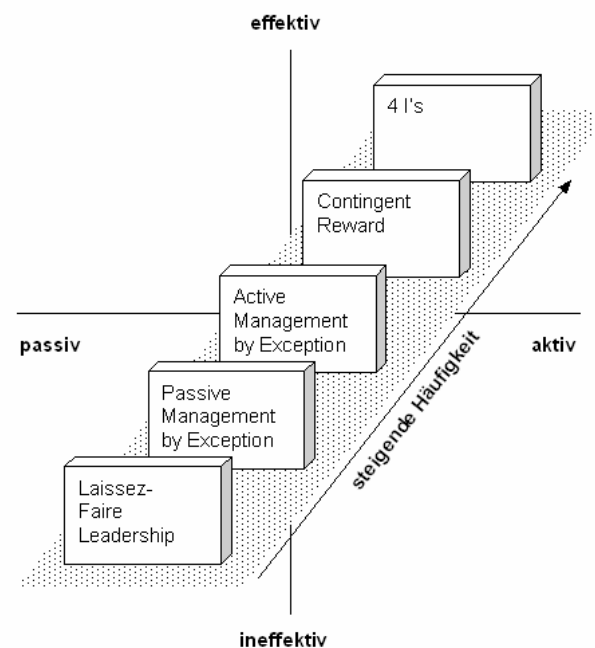 effektiv
4 I's
Contingent
Reward
Active
Management
by Exception
passiv
aktiv
Passive
Management
by Exception
steigende Häufigkeit
Laissez-
Faire
Leadership
ineffektiv